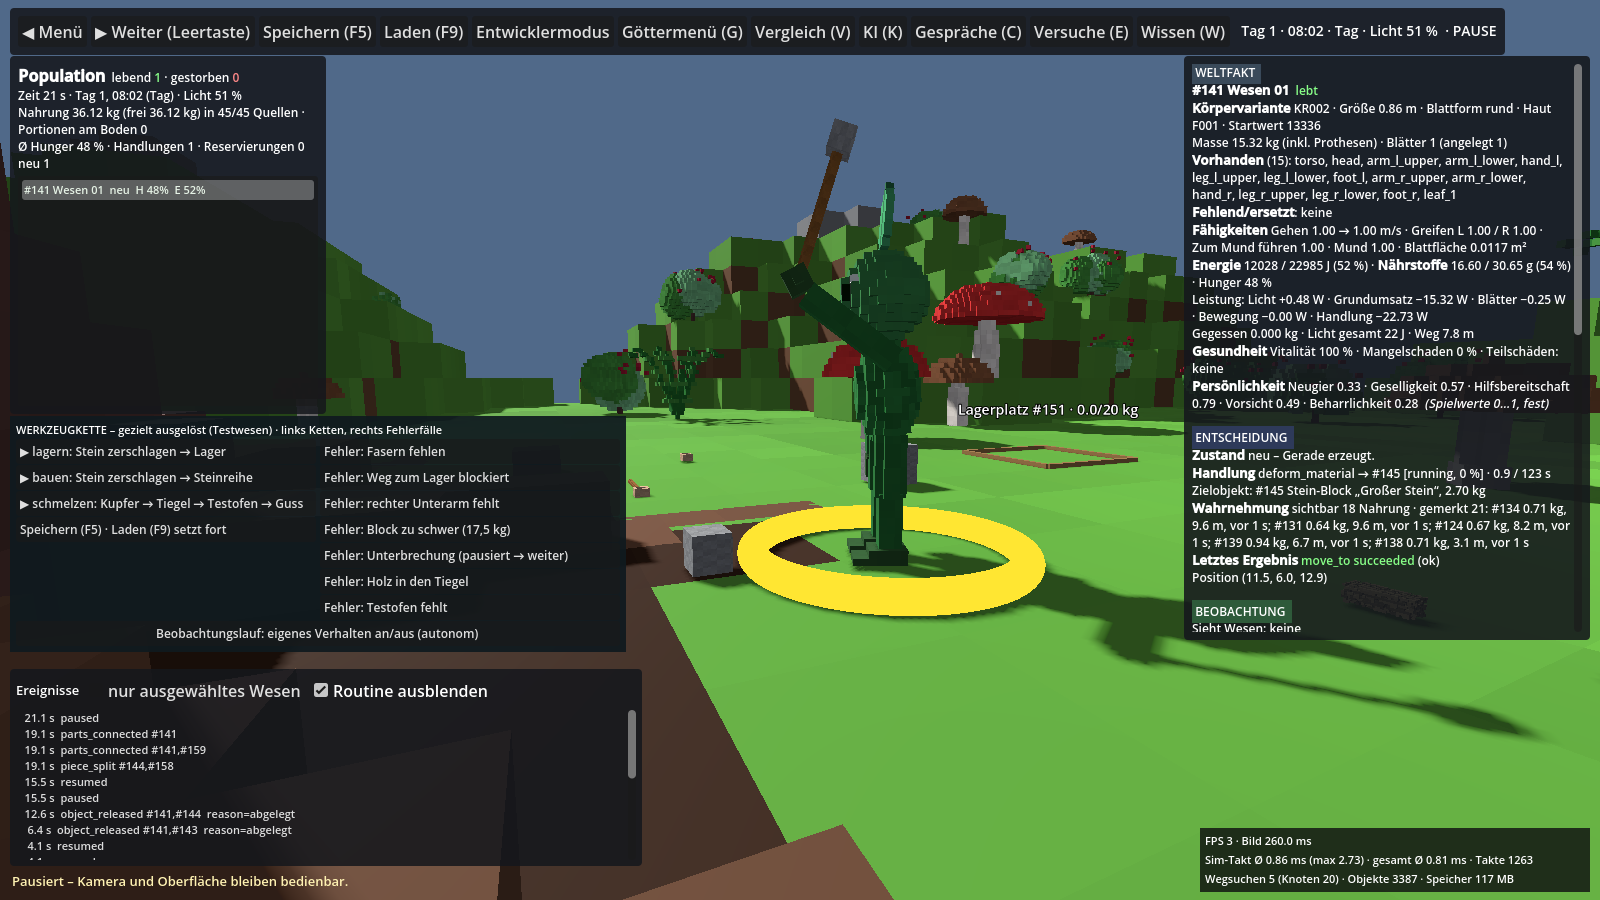 ◀ Menü ▶ Weiter (Leertaste) Speichern (F5) Laden (F9) Entwicklermodus Göttermenü (G) Vergleich (V) KI (K) Gespräche (C) Versuche (E) Wissen (W) Tag 1 · 08:02 · Tag · Licht 51 % · PAUSE
Population lebend 1 · gestorben 0
Zeit 21 s · Tag 1, 08:02 (Tag) · Licht 51 %
Nahrung 36.12 kg (frei 36.12 kg) in 45/45 Quellen ·
Portionen am Boden 0
Ø Hunger 48 % · Handlungen 1 · Reservierungen 0
neu 1
#141 Wesen 01 neu H 48% E 52%
WELTFAKT
#141 Wesen 01 lebt
Körpervariante KR002 · Größe 0.86 m · Blattform rund · Haut
F001 · Startwert 13336
Masse 15.32 kg (inkl. Prothesen) · Blätter 1 (angelegt 1)
Vorhanden (15): torso, head, arm_l_upper, arm_l_lower, hand_l,
leg_l_upper, leg_l_lower, foot_l, arm_r_upper, arm_r_lower,
hand_r, leg_r_upper, leg_r_lower, foot_r, leaf_1
Fehlend/ersetzt: keine
Fähigkeiten Gehen 1.00 → 1.00 m/s · Greifen L 1.00 / R 1.00 ·
Zum Mund führen 1.00 · Mund 1.00 · Blattfläche 0.0117 m²
Energie 12028 / 22985 J (52 %) · Nährstoffe 16.60 / 30.65 g (54 %)
· Hunger 48 %
Leistung: Licht +0.48 W · Grundumsatz −15.32 W · Blätter −0.25 W
· Bewegung −0.00 W · Handlung −22.73 W
Gegessen 0.000 kg · Licht gesamt 22 J · Weg 7.8 m
Gesundheit Vitalität 100 % · Mangelschaden 0 % · Teilschäden:
keine
Persönlichkeit Neugier 0.33 · Geselligkeit 0.57 · Hilfsbereitschaft
0.79 · Vorsicht 0.49 · Beharrlichkeit 0.28 (Spielwerte 0…1, fest)
ENTSCHEIDUNG
Zustand neu – Gerade erzeugt.
Handlung deform_material → #145 [running, 0 %] · 0.9 / 123 s
Zielobjekt: #145 Stein-Block „Großer Stein“, 2.70 kg
Wahrnehmung sichtbar 18 Nahrung · gemerkt 21: #134 0.71 kg,
9.6 m, vor 1 s; #131 0.64 kg, 9.6 m, vor 1 s; #124 0.67 kg, 8.2 m, vor
1 s; #139 0.94 kg, 6.7 m, vor 1 s; #138 0.71 kg, 3.1 m, vor 1 s
Letztes Ergebnis move_to succeeded (ok)
Position (11.5, 6.0, 12.9)
BEOBACHTUNG
Sieht Wesen: keine
Lagerplatz #151 · 0.0/20 kg
WERKZEUGKETTE – gezielt ausgelöst (Testwesen) · links Ketten, rechts Fehlerfälle
▶ lagern: Stein zerschlagen → Lager
▶ bauen: Stein zerschlagen → Steinreihe
▶ schmelzen: Kupfer → Tiegel → Testofen → Guss
Speichern (F5) · Laden (F9) setzt fort
Fehler: Fasern fehlen
Fehler: Weg zum Lager blockiert
Fehler: rechter Unterarm fehlt
Fehler: Block zu schwer (17,5 kg)
Fehler: Unterbrechung (pausiert → weiter)
Fehler: Holz in den Tiegel
Fehler: Testofen fehlt
Beobachtungslauf: eigenes Verhalten an/aus (autonom)
Ereignisse nur ausgewähltes Wesen Routine ausblenden
21.1 s paused
19.1 s parts_connected #141
19.1 s parts_connected #141,#159
19.1 s piece_split #144,#158
15.5 s resumed
15.5 s paused
12.6 s object_released #141,#144 reason=abgelegt
6.4 s object_released #141,#143 reason=abgelegt
4.1 s resumed
Pausiert – Kamera und Oberfläche bleiben bedienbar.
FPS 3 · Bild 260.0 ms
Sim-Takt Ø 0.86 ms (max 2.73) · gesamt Ø 0.81 ms · Takte 1263
Wegsuchen 5 (Knoten 20) · Objekte 3387 · Speicher 117 MB